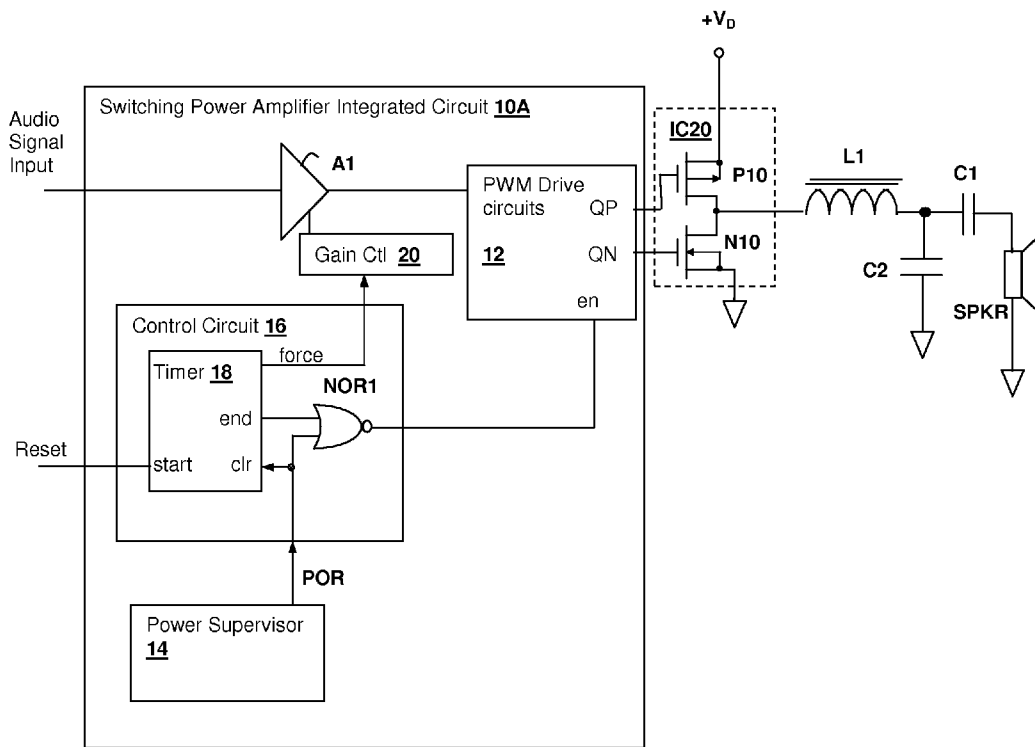 +VD
Switching Power Amplifier Integrated Circuit 10A
Audio
Signal
Input
A1
IC20
P10
L1
C1
PWM Drive
circuits
QP
12
QN
en
N10
C2
SPKR
Gain Ctl 20
Control Circuit 16
Timer 18
force
NOR1
end
Reset
start
clr
POR
Power Supervisor
14